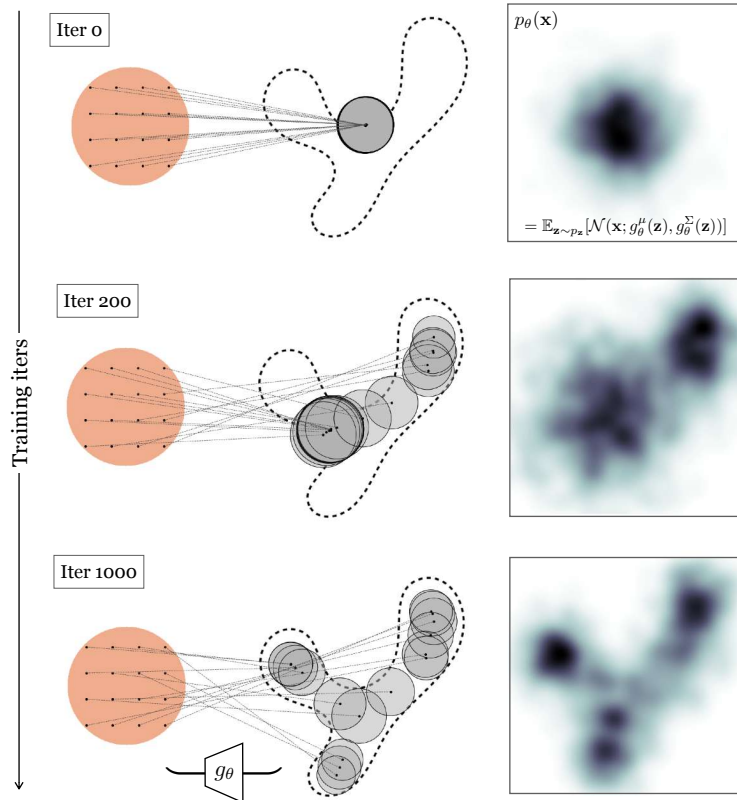 Iter 0
p_θ(𝐱)
= 𝔼_{𝐳∼p_𝐳}[𝒩(𝐱; g_θ^μ(𝐳), g_θ^Σ(𝐳))]
Iter 200
Training iters
Iter 1000
g_θ